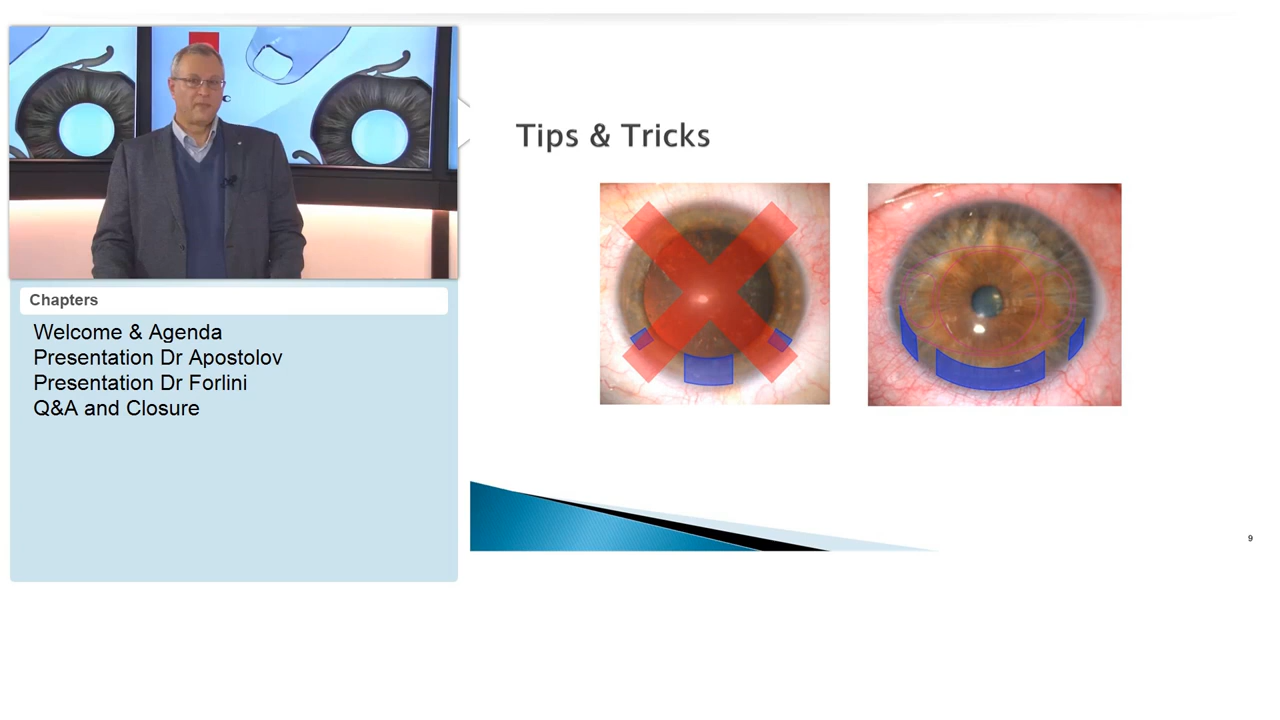 Chapters
Welcome & Agenda
Presentation Dr Apostolov
Presentation Dr Forlini
Q&A and Closure
Tips & Tricks
9